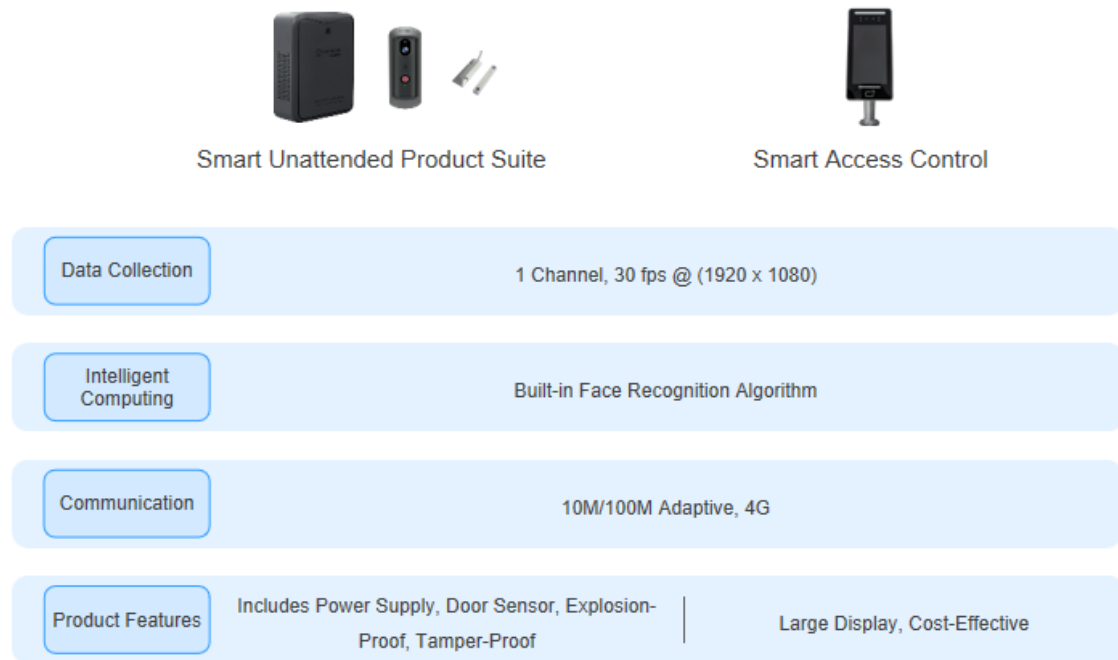 Smart Unattended Product Suite
Smart Access Control
Data Collection
1 Channel, 30 fps @ (1920 x 1080)
Intelligent
Computing
Built-in Face Recognition Algorithm
Communication
10M/100M Adaptive, 4G
Product Features
Includes Power Supply, Door Sensor, Explosion-
Proof, Tamper-Proof
Large Display, Cost-Effective